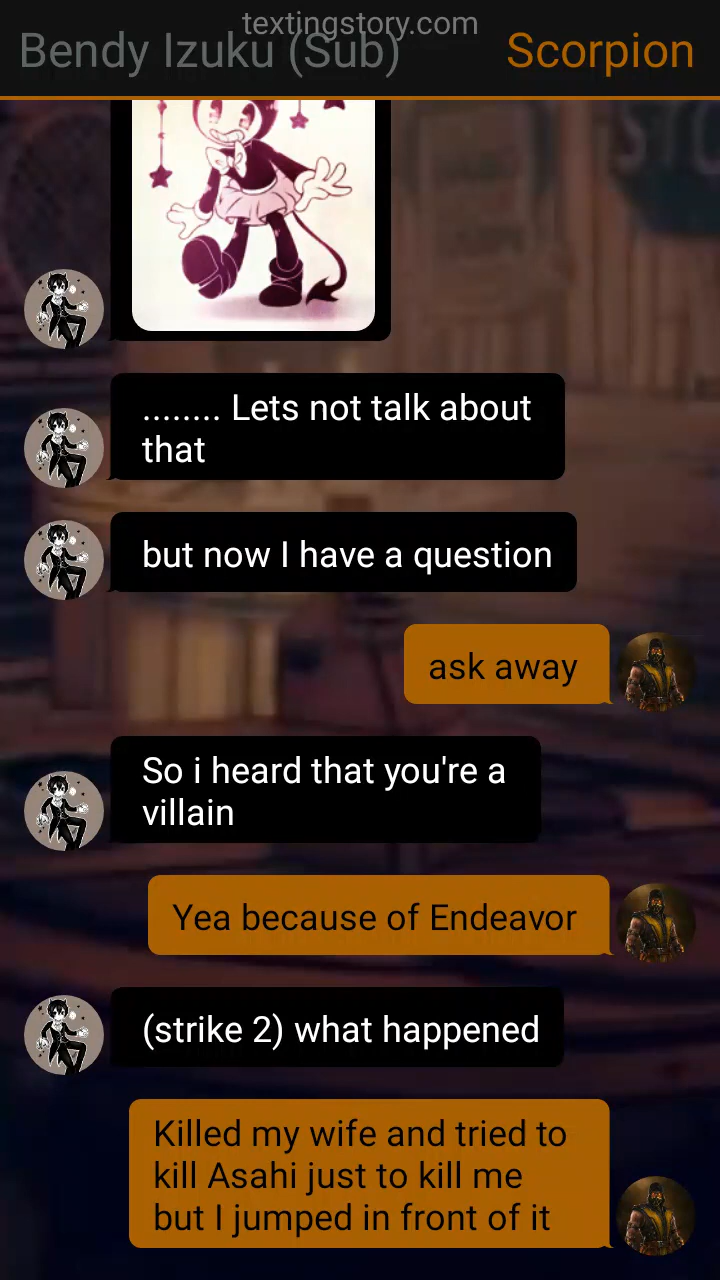 textingstory.com
Bendy Izuku (Sub)
Scorpion
........ Lets not talk about
that
but now I have a question
ask away
So i heard that you're a
villain
Yea because of Endeavor
(strike 2) what happened
Killed my wife and tried to
kill Asahi just to kill me
but I jumped in front of it